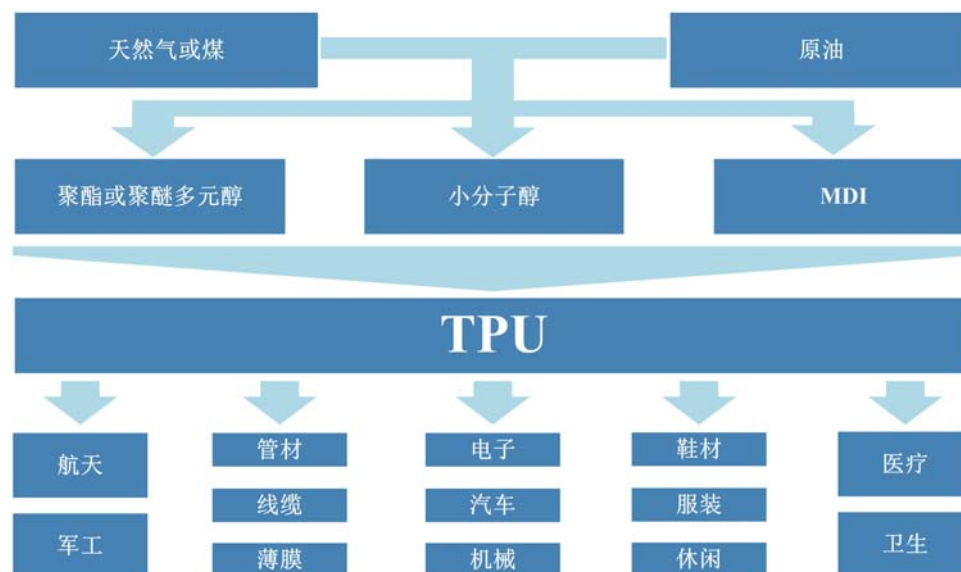 天然气或煤
原油
聚酯或聚醚多元醇
小分子醇
MDI
TPU
航天
管材
电子
鞋材
医疗
线缆
汽车
服装
军工
薄膜
机械
休闲
卫生